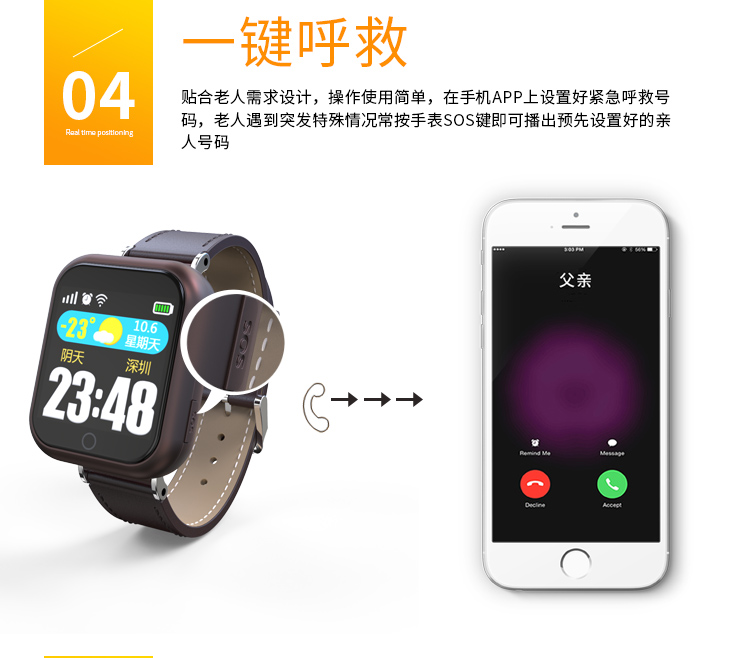 04
Real time positioning
一键呼救
贴合老人需求设计，操作使用简单，在手机APP上设置好紧急呼救号
码，老人遇到突发特殊情况常按手表SOS键即可播出预先设置好的亲
人号码
-23°
10.6
星期天
阴天
深圳
23:48
SOS
3:03 PM
56%
父亲
Remind Me
Message
Decline
Accept